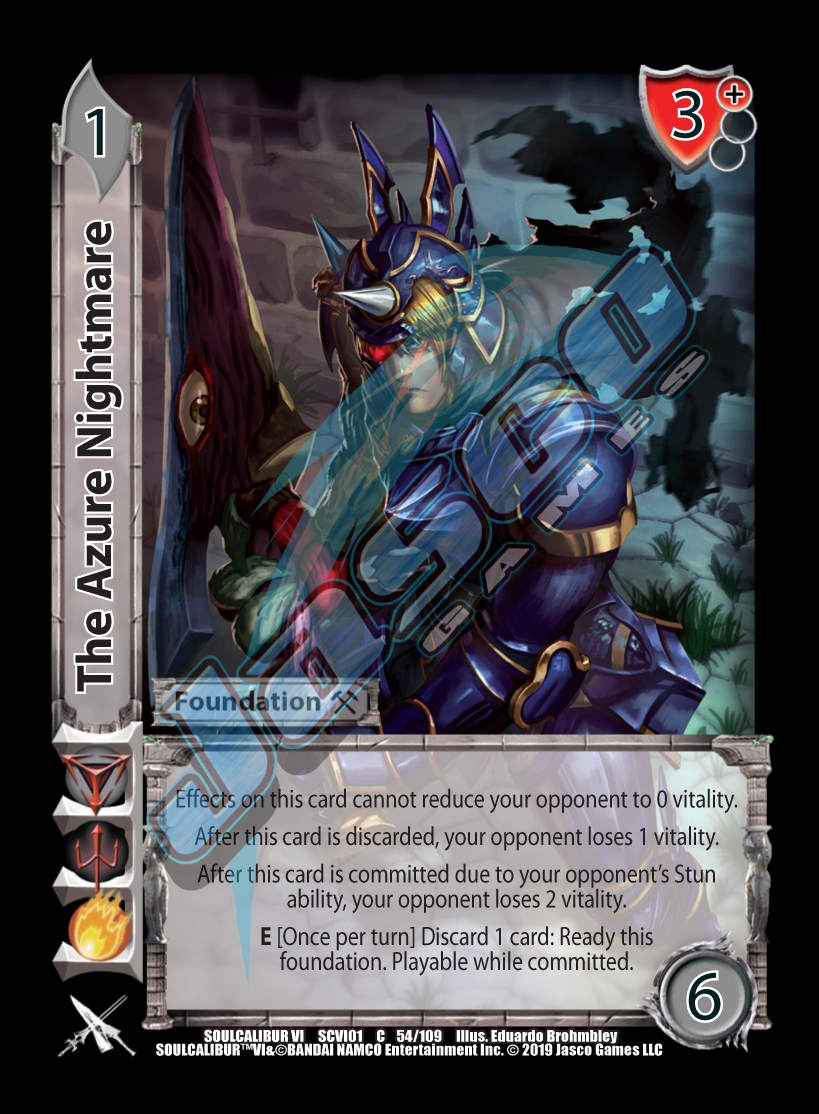 1
3 +
The Azure Nightmare
JASCO
GAMES
Foundation
Effects on this card cannot reduce your opponent to 0 vitality.
After this card is discarded, your opponent loses 1 vitality.
After this card is committed due to your opponent's Stun
ability, your opponent loses 2 vitality.
E [Once per turn] Discard 1 card: Ready this
foundation. Playable while committed.
6
SOULCALIBUR VI SCVI01 C 54/109 Illus. Eduardo Brohmbley
SOULCALIBUR™VI&©BANDAI NAMCO Entertainment Inc. © 2019 Jasco Games LLC